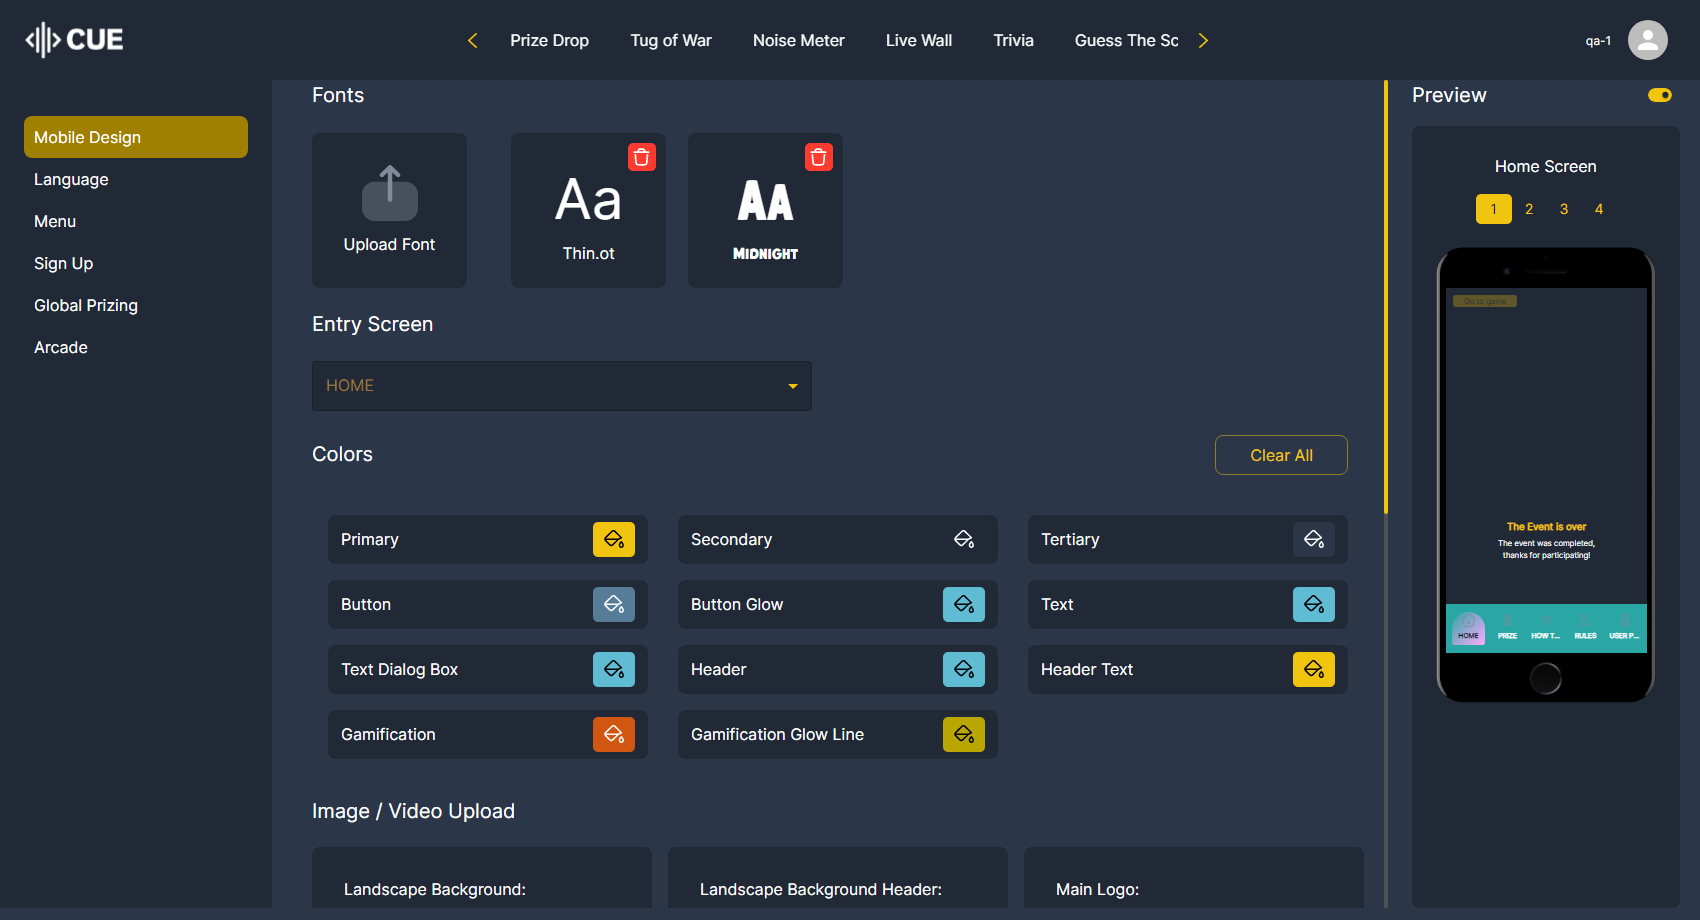 CUE
Prize Drop
Tug of War
Noise Meter
Live Wall
Trivia
Guess The Sc
qa-1
Mobile Design
Language
Menu
Sign Up
Global Prizing
Arcade
Fonts
Upload Font
Aa
Thin.ot
AA
MIDNIGHT
Entry Screen
HOME
Colors
Clear All
Primary
Secondary
Tertiary
Button
Button Glow
Text
Text Dialog Box
Header
Header Text
Gamification
Gamification Glow Line
Image / Video Upload
Landscape Background:
Landscape Background Header:
Main Logo:
Preview
Home Screen
1 2 3 4
Go to game
The Event is over
The event was completed,
thanks for participating!
HOME PRIZE HOW T... RULES USER P...